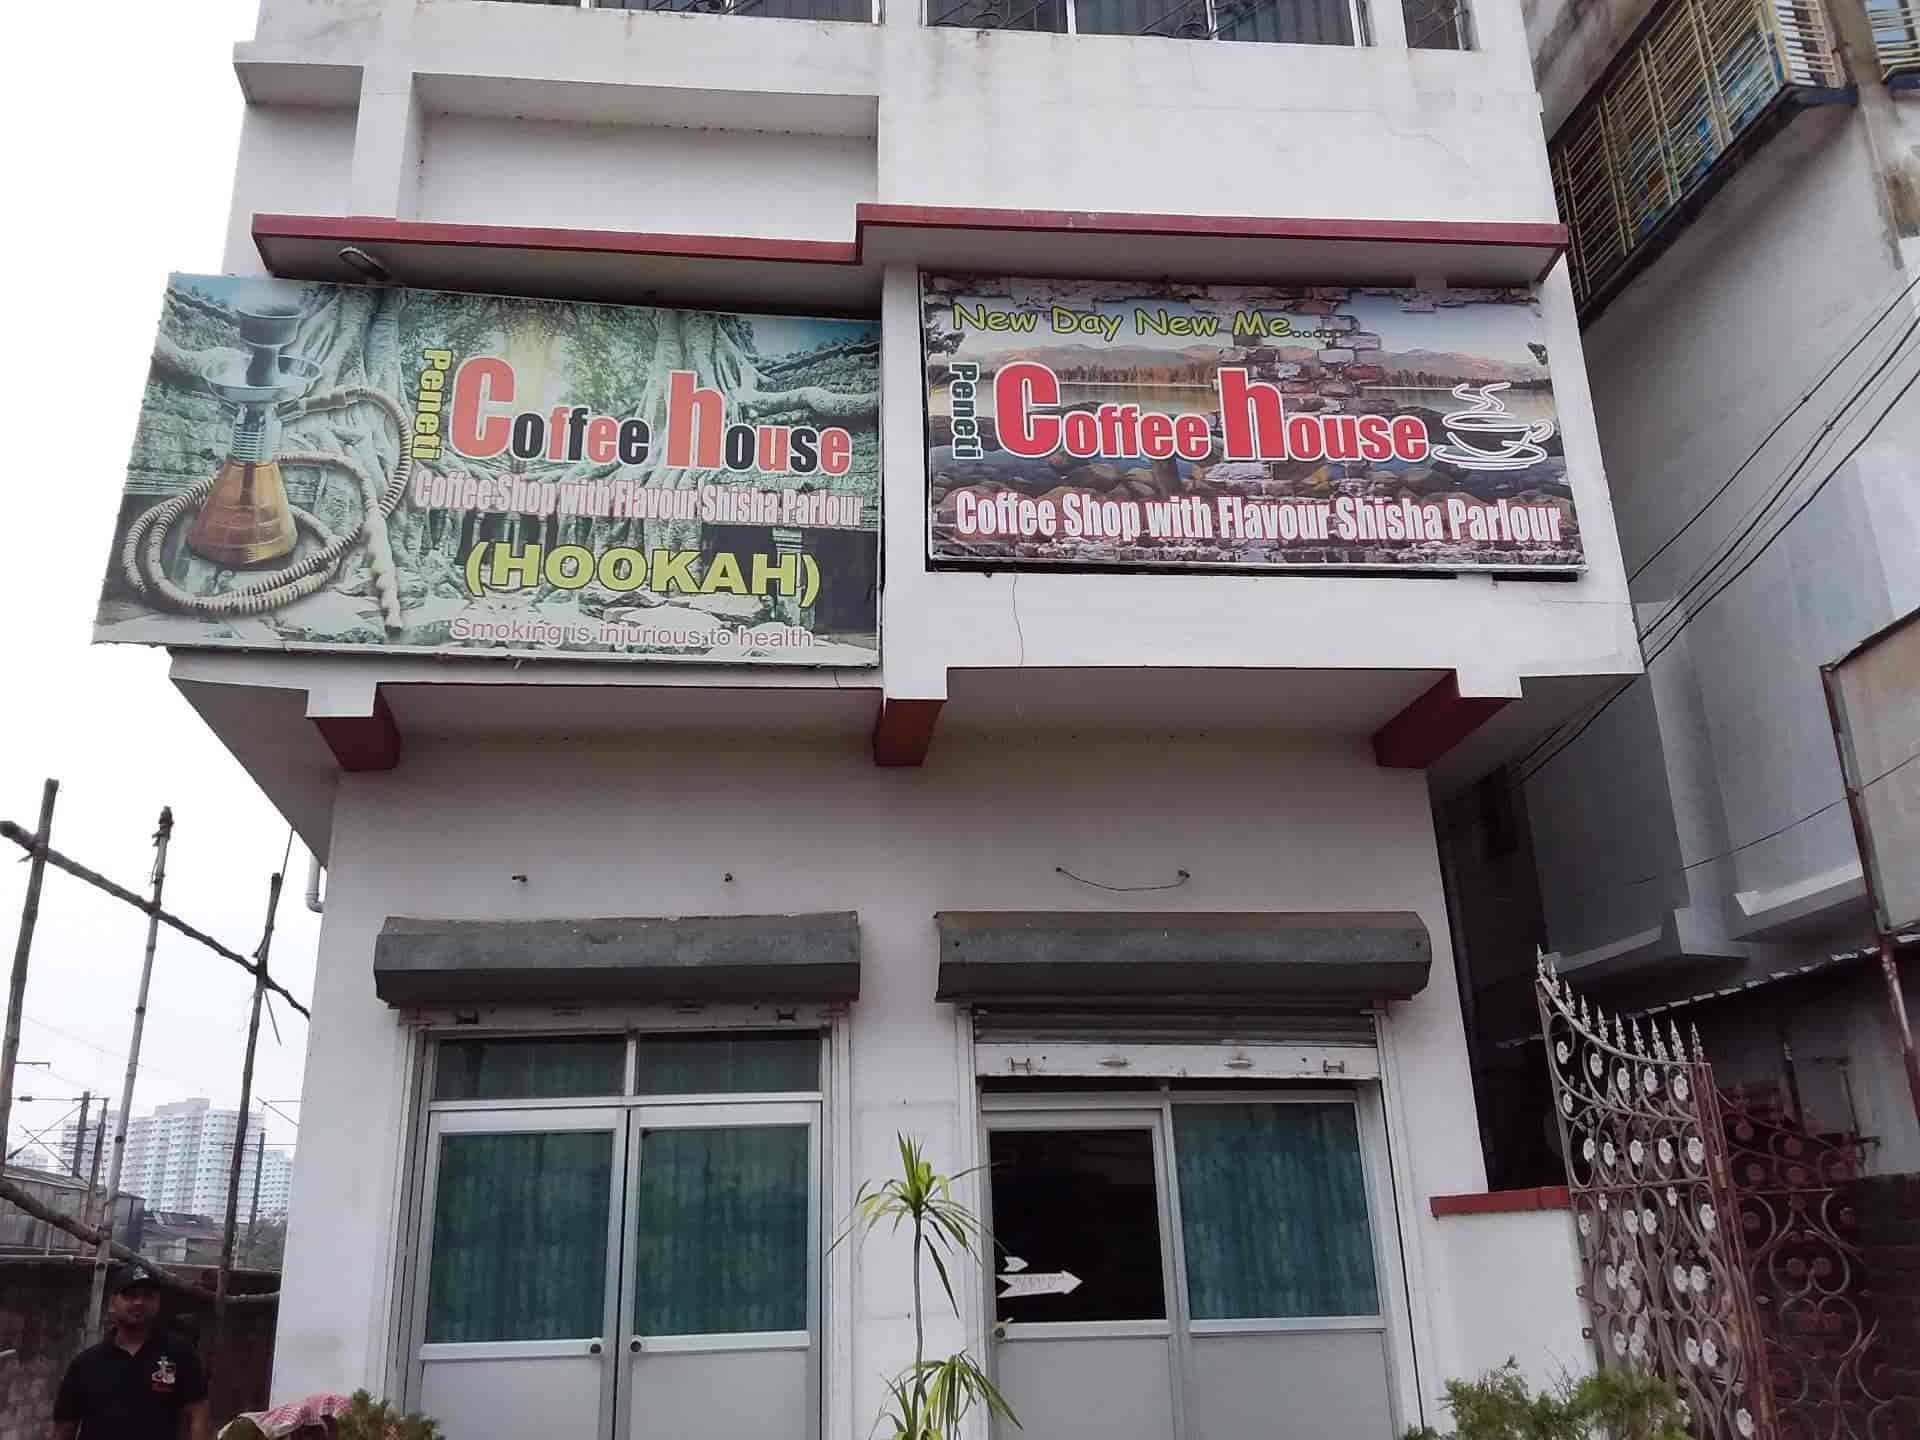 Peneti
Coffee house
Coffee Shop with Flavour Shisha Parlour
(HOOKAH)
Smoking is injurious to health
New Day New Me.....
Peneti
Coffee house
Coffee Shop with Flavour Shisha Parlour